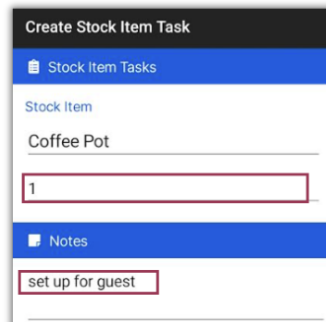 Create Stock Item Task
Stock Item Tasks
Stock Item
Coffee Pot
1
Notes
set up for guest